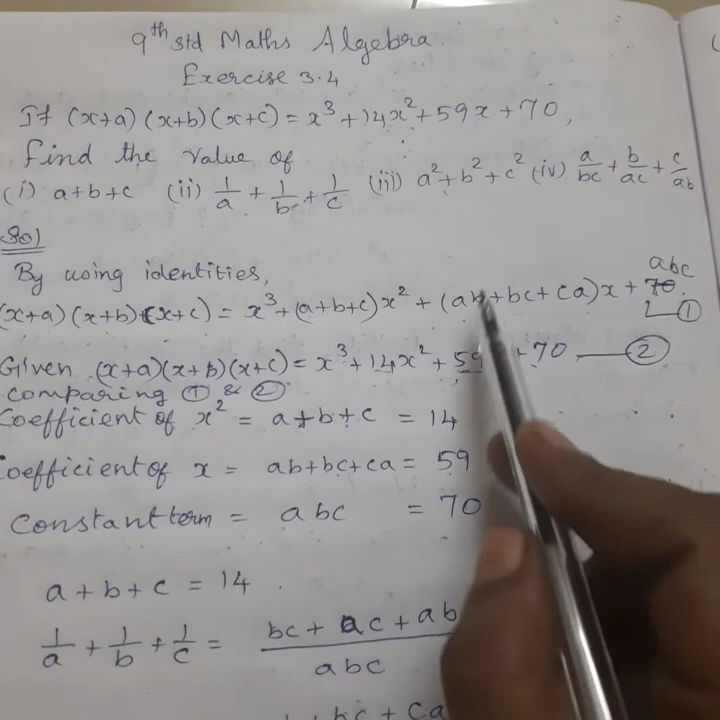 9th std Maths Algebra
Exercise 3.4
If (x+a)(x+b)(x+c) = x³+14x²+59x+70,
find the value of
(i) a+b+c (ii) 1/a + 1/b + 1/c (iii) a²+b²+c² (iv) a/bc + b/ac + c/ab
Sol
By using identities,
abc
(x+a)(x+b)(x+c) = x³+(a+b+c)x² + (ab+bc+ca)x + 70.
①
Given (x+a)(x+b)(x+c) = x³+14x²+59 +70 — ②
comparing ① & ②
Coefficient of x² = a+b+c = 14
Coefficient of x = ab+bc+ca = 59
Constant term = abc = 70
a+b+c = 14
1/a + 1/b + 1/c = bc + ac + ab / abc
bc + ca